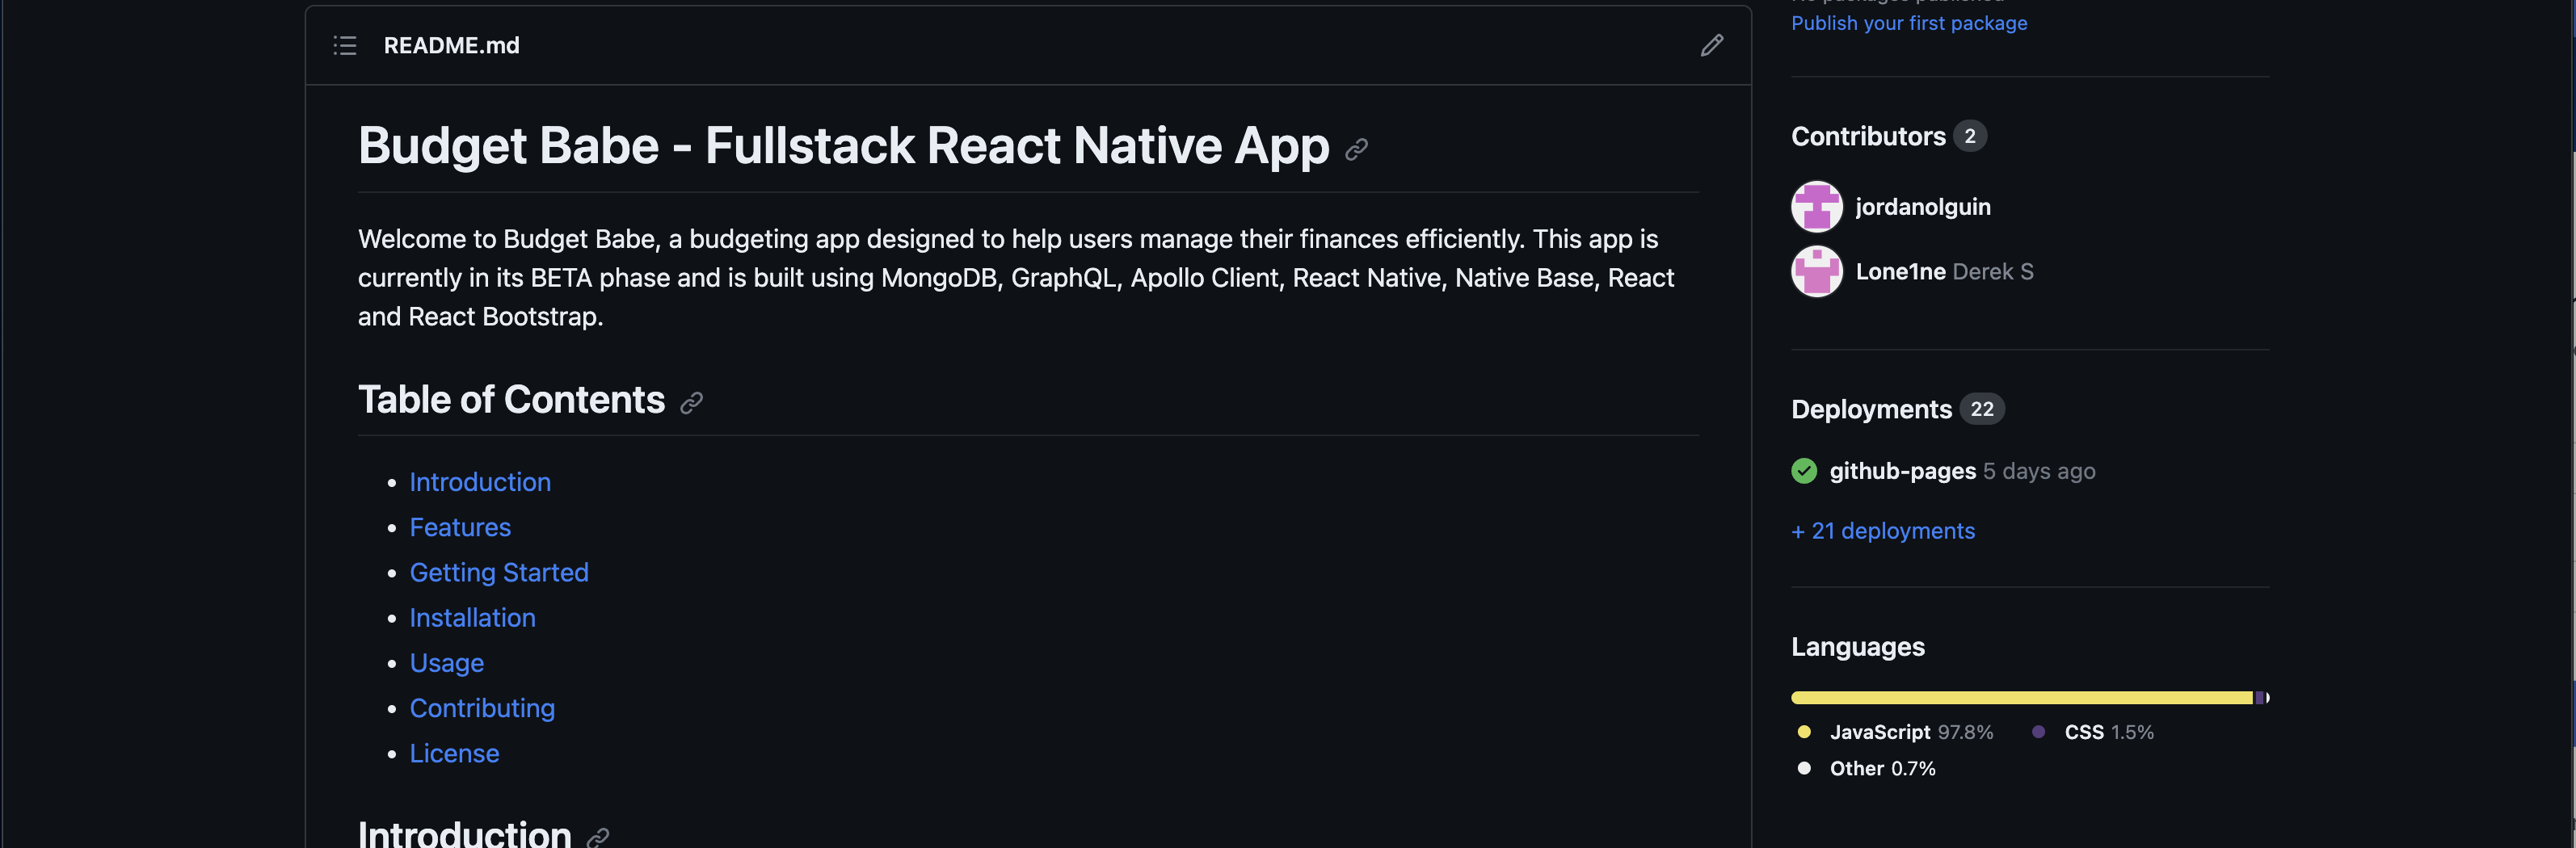 README.md
Budget Babe - Fullstack React Native App
Welcome to Budget Babe, a budgeting app designed to help users manage their finances efficiently. This app is
currently in its BETA phase and is built using MongoDB, GraphQL, Apollo Client, React Native, Native Base, React
and React Bootstrap.
Table of Contents
• Introduction
• Features
• Getting Started
• Installation
• Usage
• Contributing
• License
Introduction
No packages published
Publish your first package
Contributors 2
jordanolguin
Lone1ne Derek S
Deployments 22
github-pages 5 days ago
+ 21 deployments
Languages
JavaScript 97.8% CSS 1.5%
Other 0.7%